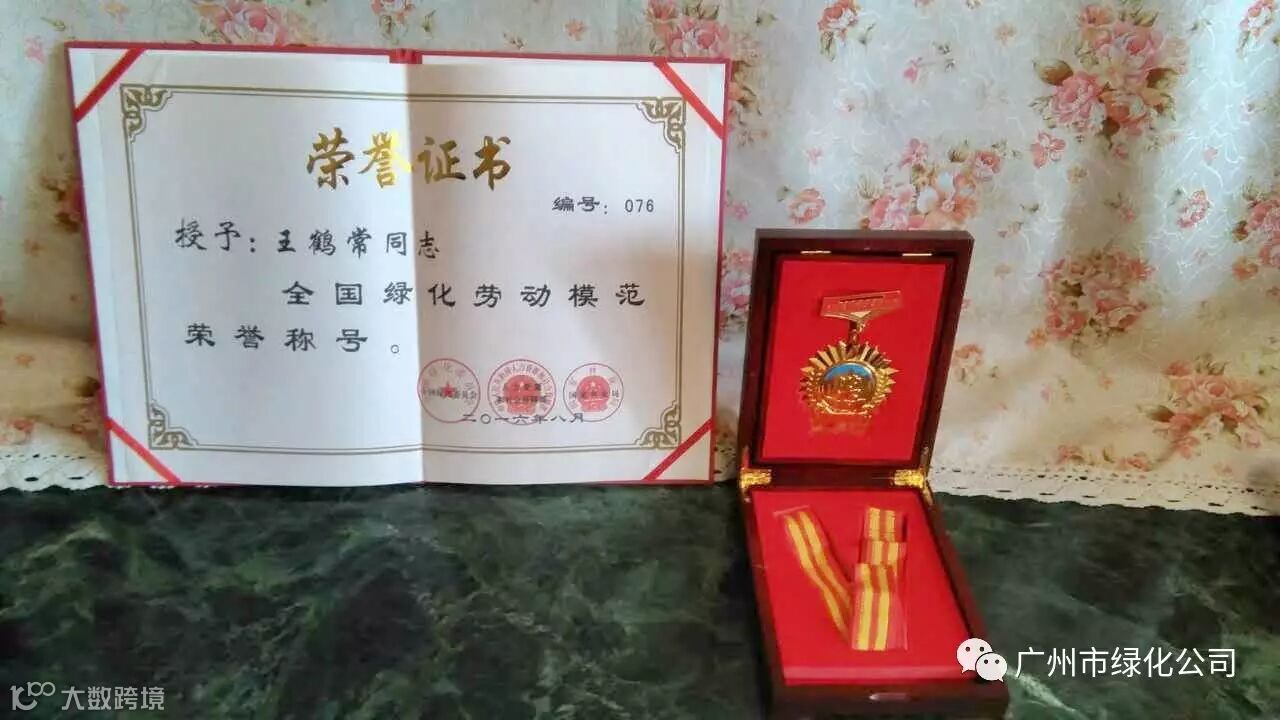 荣誉证书
编号：076
授予：王鹤常同志
全国绿化劳动模范
荣誉称号。
二〇一六年八月
广州市绿化公司
大数跨境